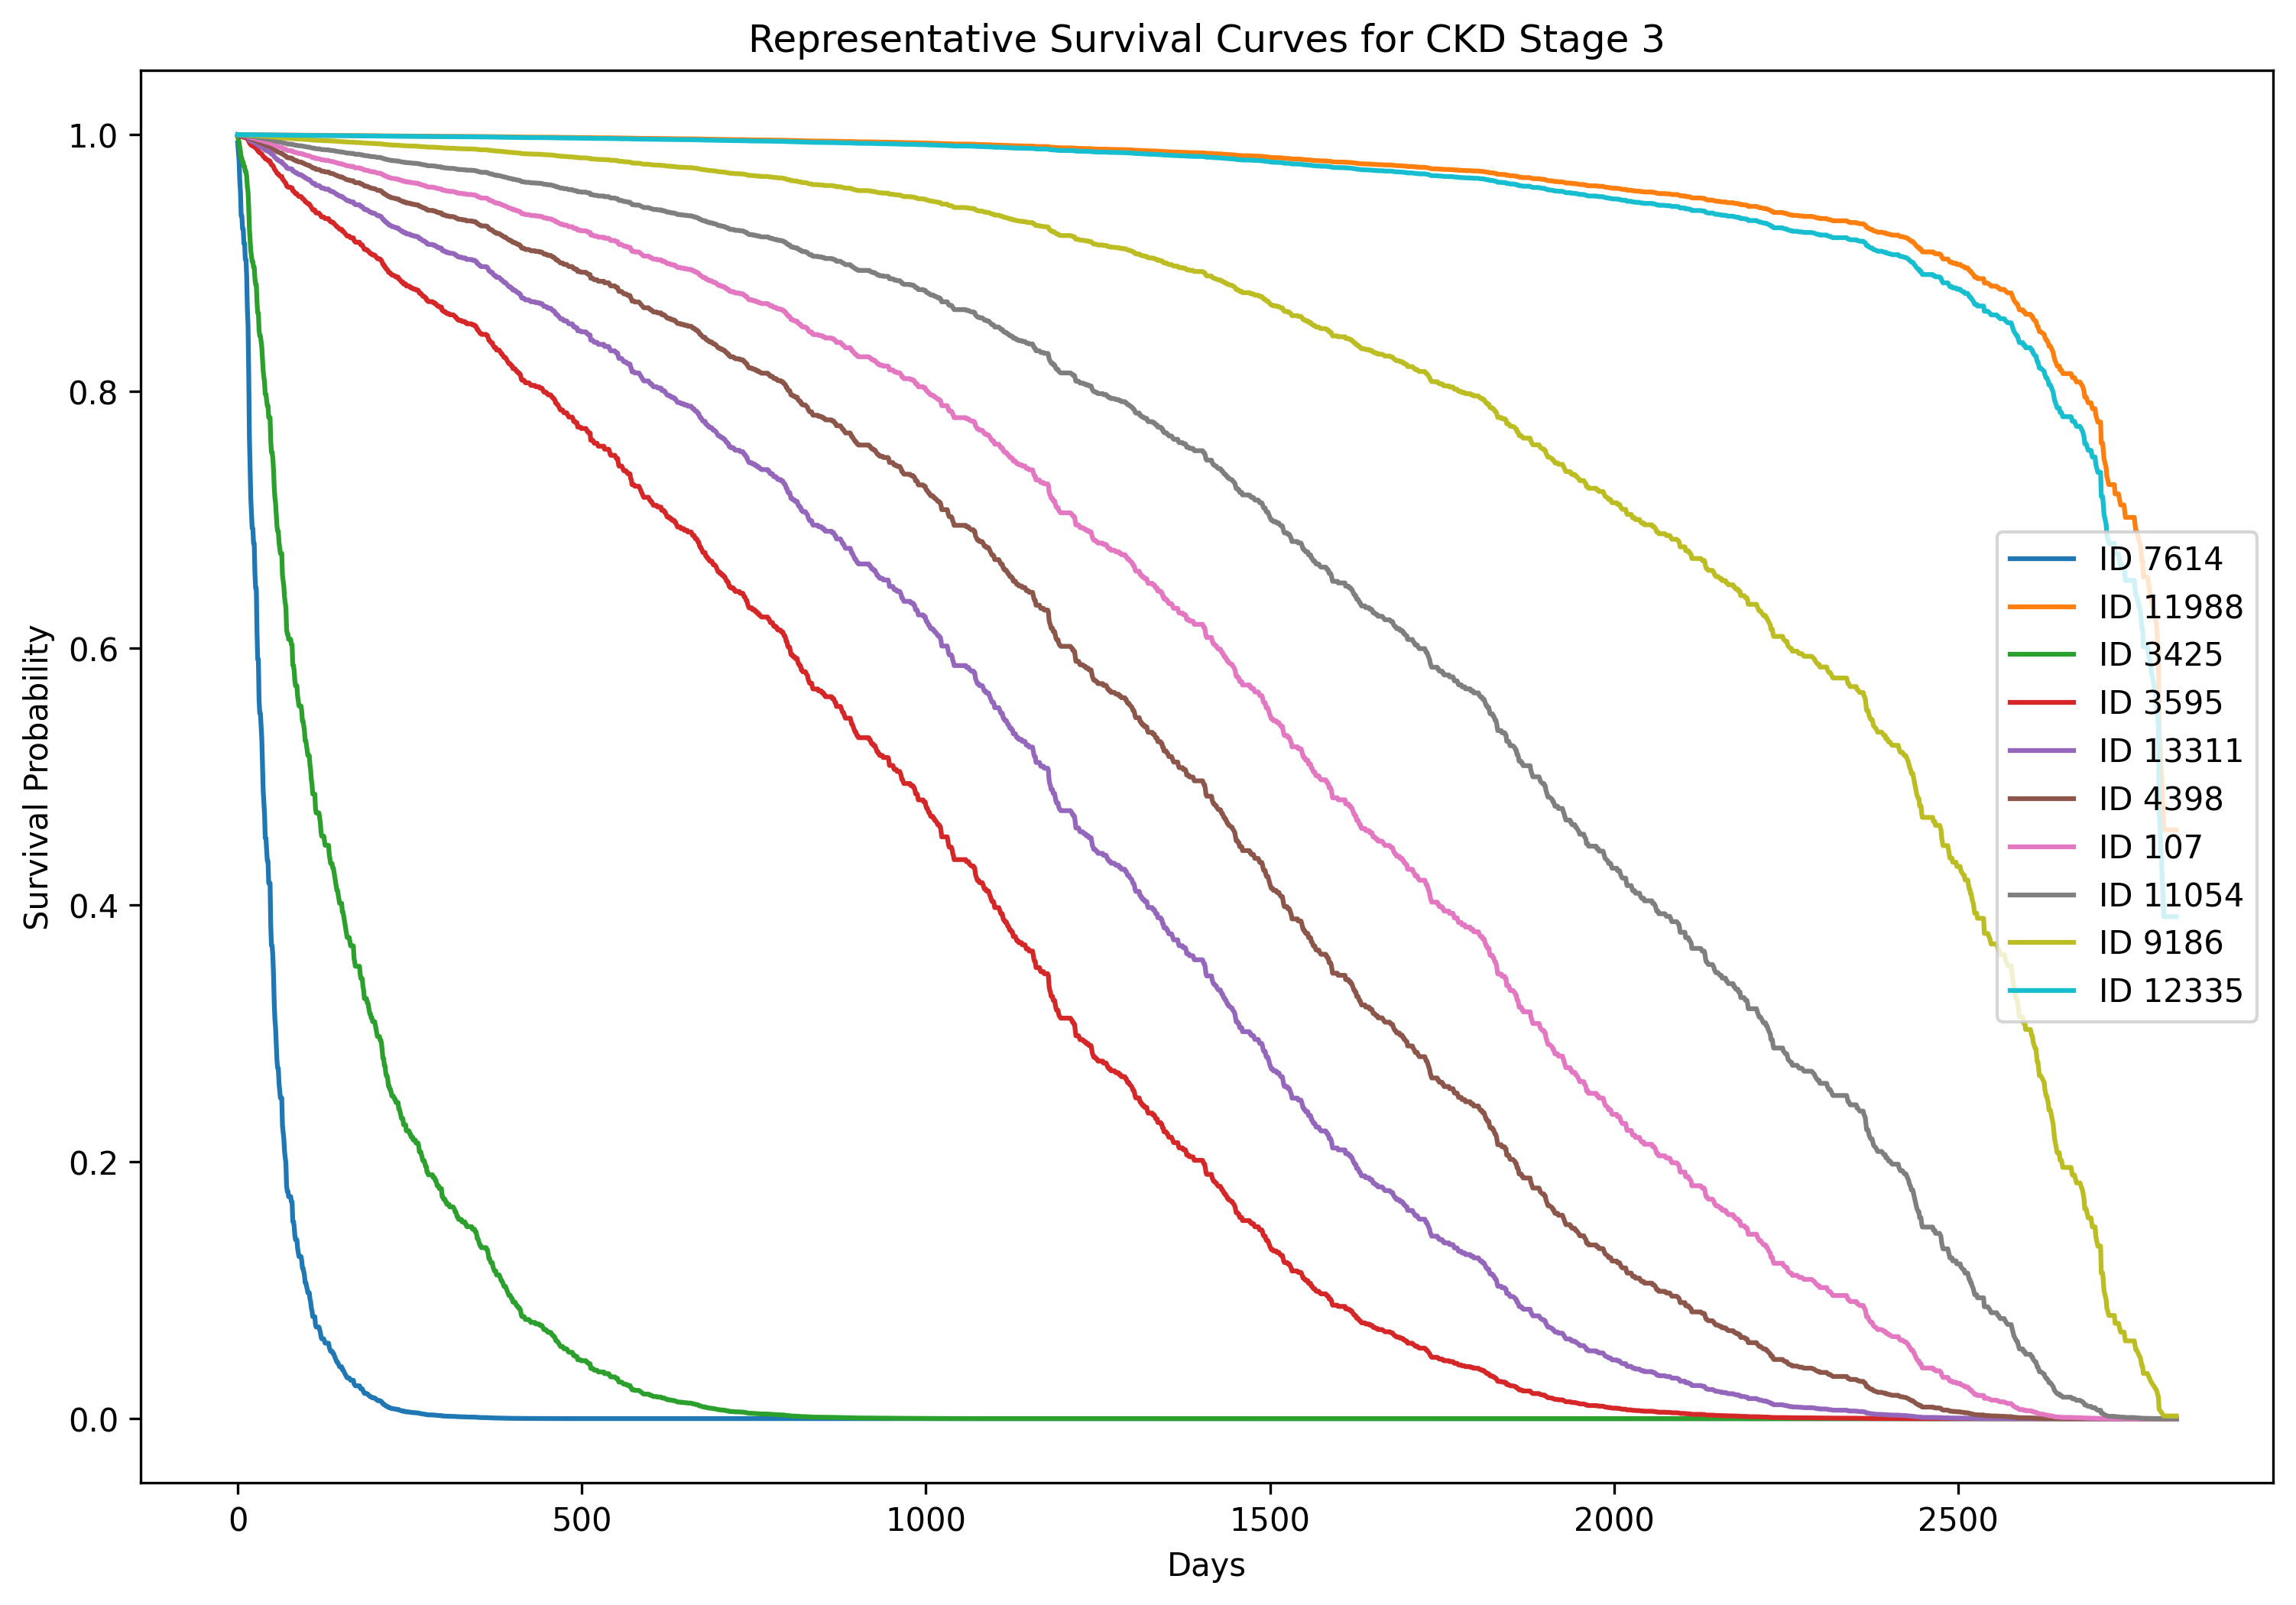 Representative Survival Curves for CKD Stage 3
Survival Probability
1.0
0.8
0.6
0.4
0.2
0.0
ID 7614
ID 11988
ID 3425
ID 3595
ID 13311
ID 4398
ID 107
ID 11054
ID 9186
ID 12335
0 500 1000 1500 2000 2500
Days